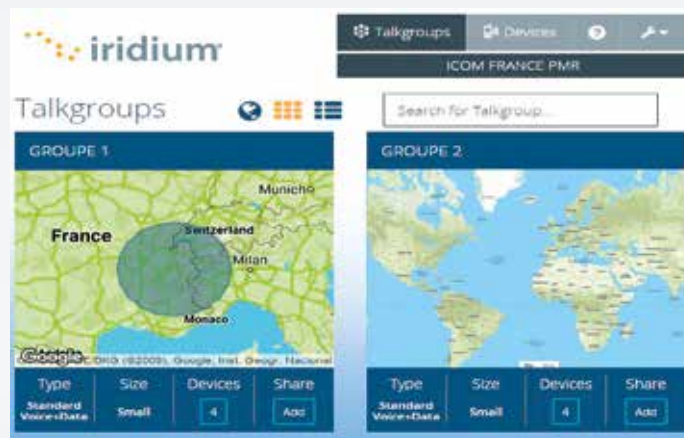 iridium
Talkgroups Devices ?
ICOM FRANCE PMR
Talkgroups
Search for Talkgroup...
GROUPE 1
Munich
France
Switzerland
Milan
Monaco
Google
Type Size Devices Share
Standard Voice+Data Small 4 Add
GROUPE 2
Type Size Devices Share
Standard Voice+Data Small 4 Add